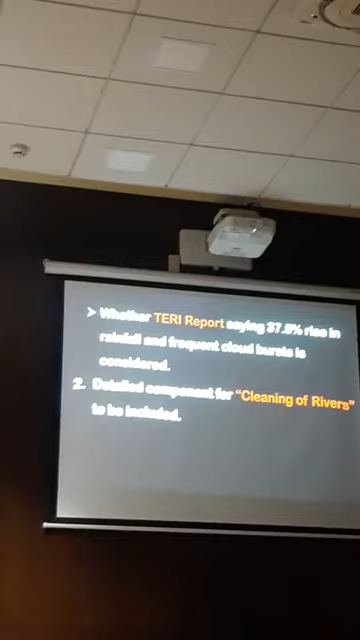 ➤ Whether TERI Report saying 37.9% rise in
rainfall and frequent cloud bursts is
considered.
2. Detailed component for "Cleaning of Rivers"
to be included.